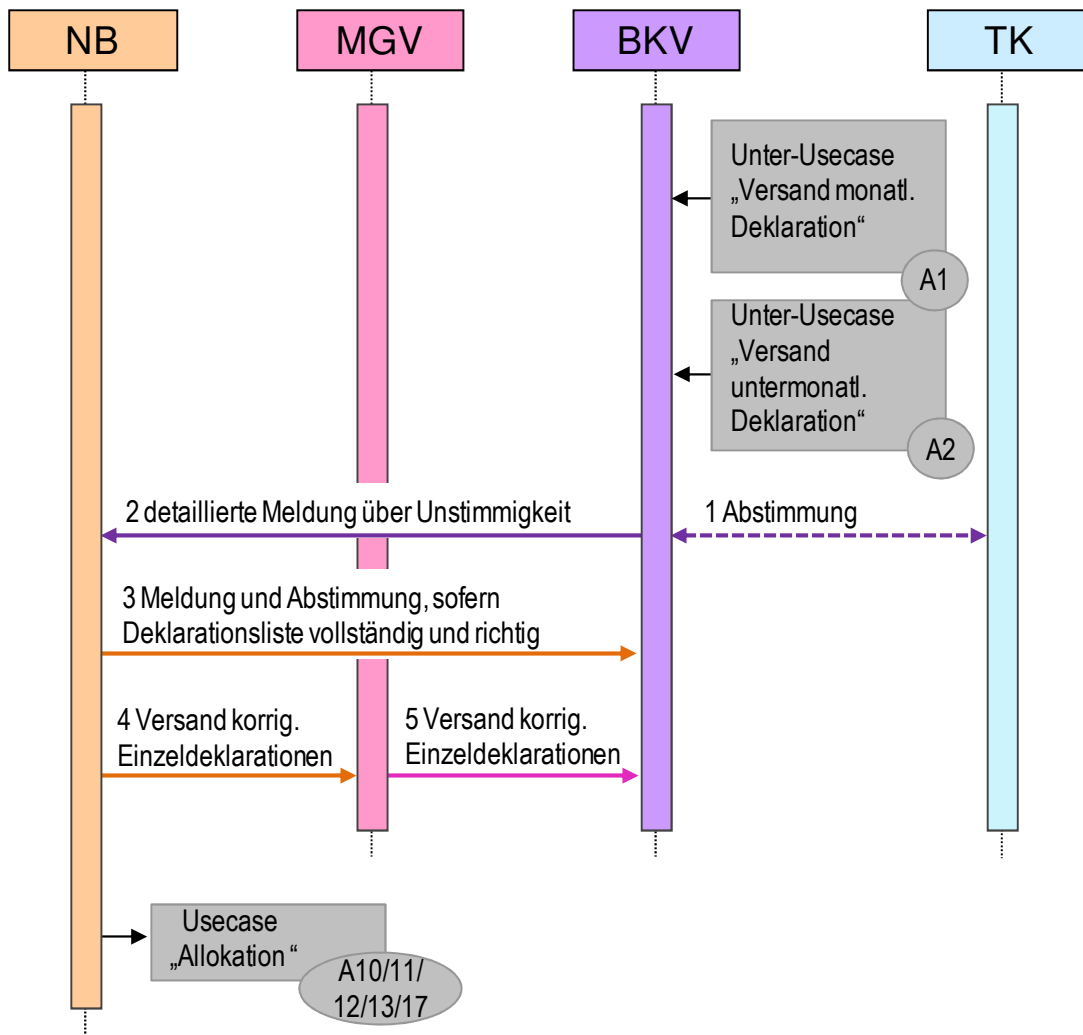 NB
MGV
BKV
TK
Unter-Usecase
„Versand monatl.
Deklaration“
A1
Unter-Usecase
„Versand
untermonatl.
Deklaration“
A2
2 detaillierte Meldung über Unstimmigkeit
1 Abstimmung
3 Meldung und Abstimmung, sofern
Deklarationsliste vollständig und richtig
4 Versand korrig.
Einzeldeklarationen
5 Versand korrig.
Einzeldeklarationen
Usecase
„Allokation “
A10/11/
12/13/17